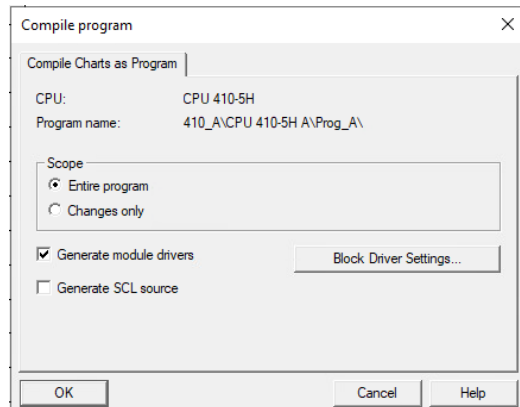 Compile program
Compile Charts as Program
CPU: CPU 410-5H
Program name: 410_A\CPU 410-5H A\Prog_A\
Scope
Entire program
Changes only
Generate module drivers
Block Driver Settings...
Generate SCL source
OK Cancel Help